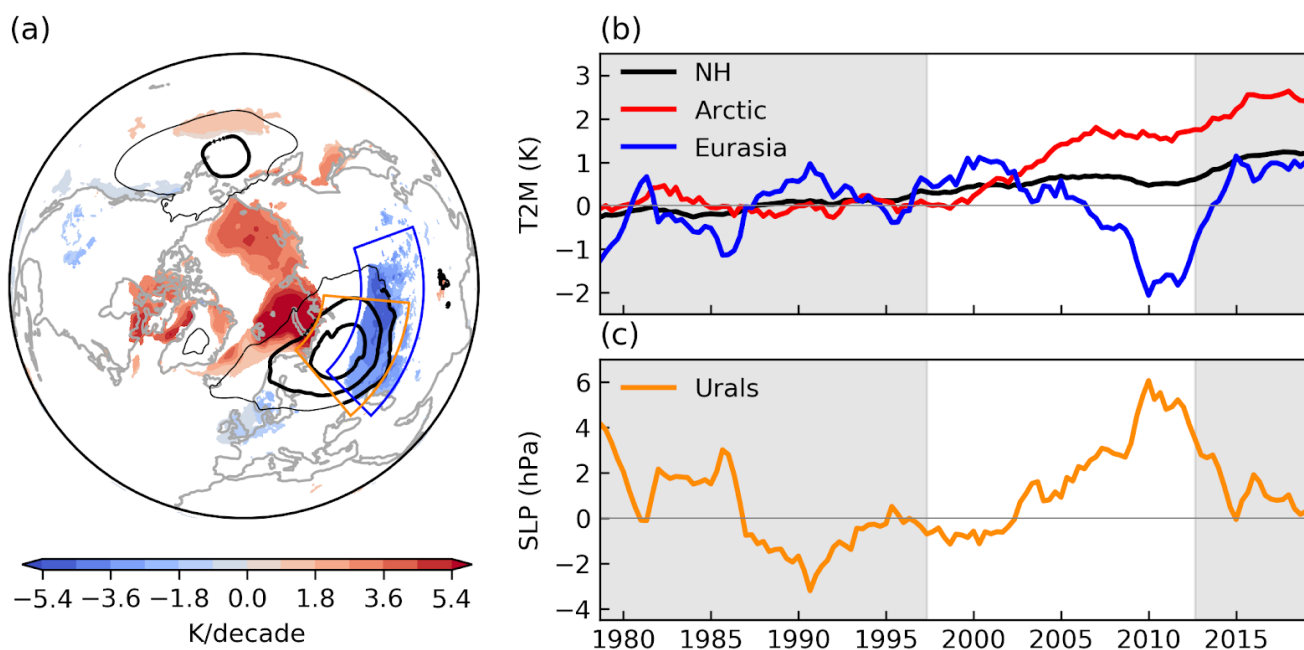 (a)
−5.4 −3.6 −1.8 0.0 1.8 3.6 5.4
K/decade
(b)
T2M (K)
3
2
1
0
−1
−2
NH
Arctic
Eurasia
(c)
SLP (hPa)
6
4
2
0
−2
−4
Urals
1980 1985 1990 1995 2000 2005 2010 2015